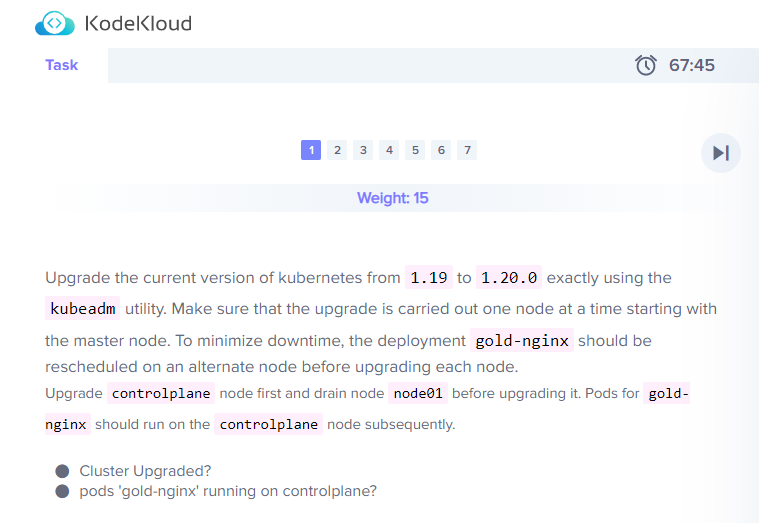 KodeKloud
Task
67:45
1 2 3 4 5 6 7
Weight: 15
Upgrade the current version of kubernetes from 1.19 to 1.20.0 exactly using the
kubeadm utility. Make sure that the upgrade is carried out one node at a time starting with
the master node. To minimize downtime, the deployment gold-nginx should be
rescheduled on an alternate node before upgrading each node.
Upgrade controlplane node first and drain node node01 before upgrading it. Pods for gold-
nginx should run on the controlplane node subsequently.
Cluster Upgraded?
pods 'gold-nginx' running on controlplane?